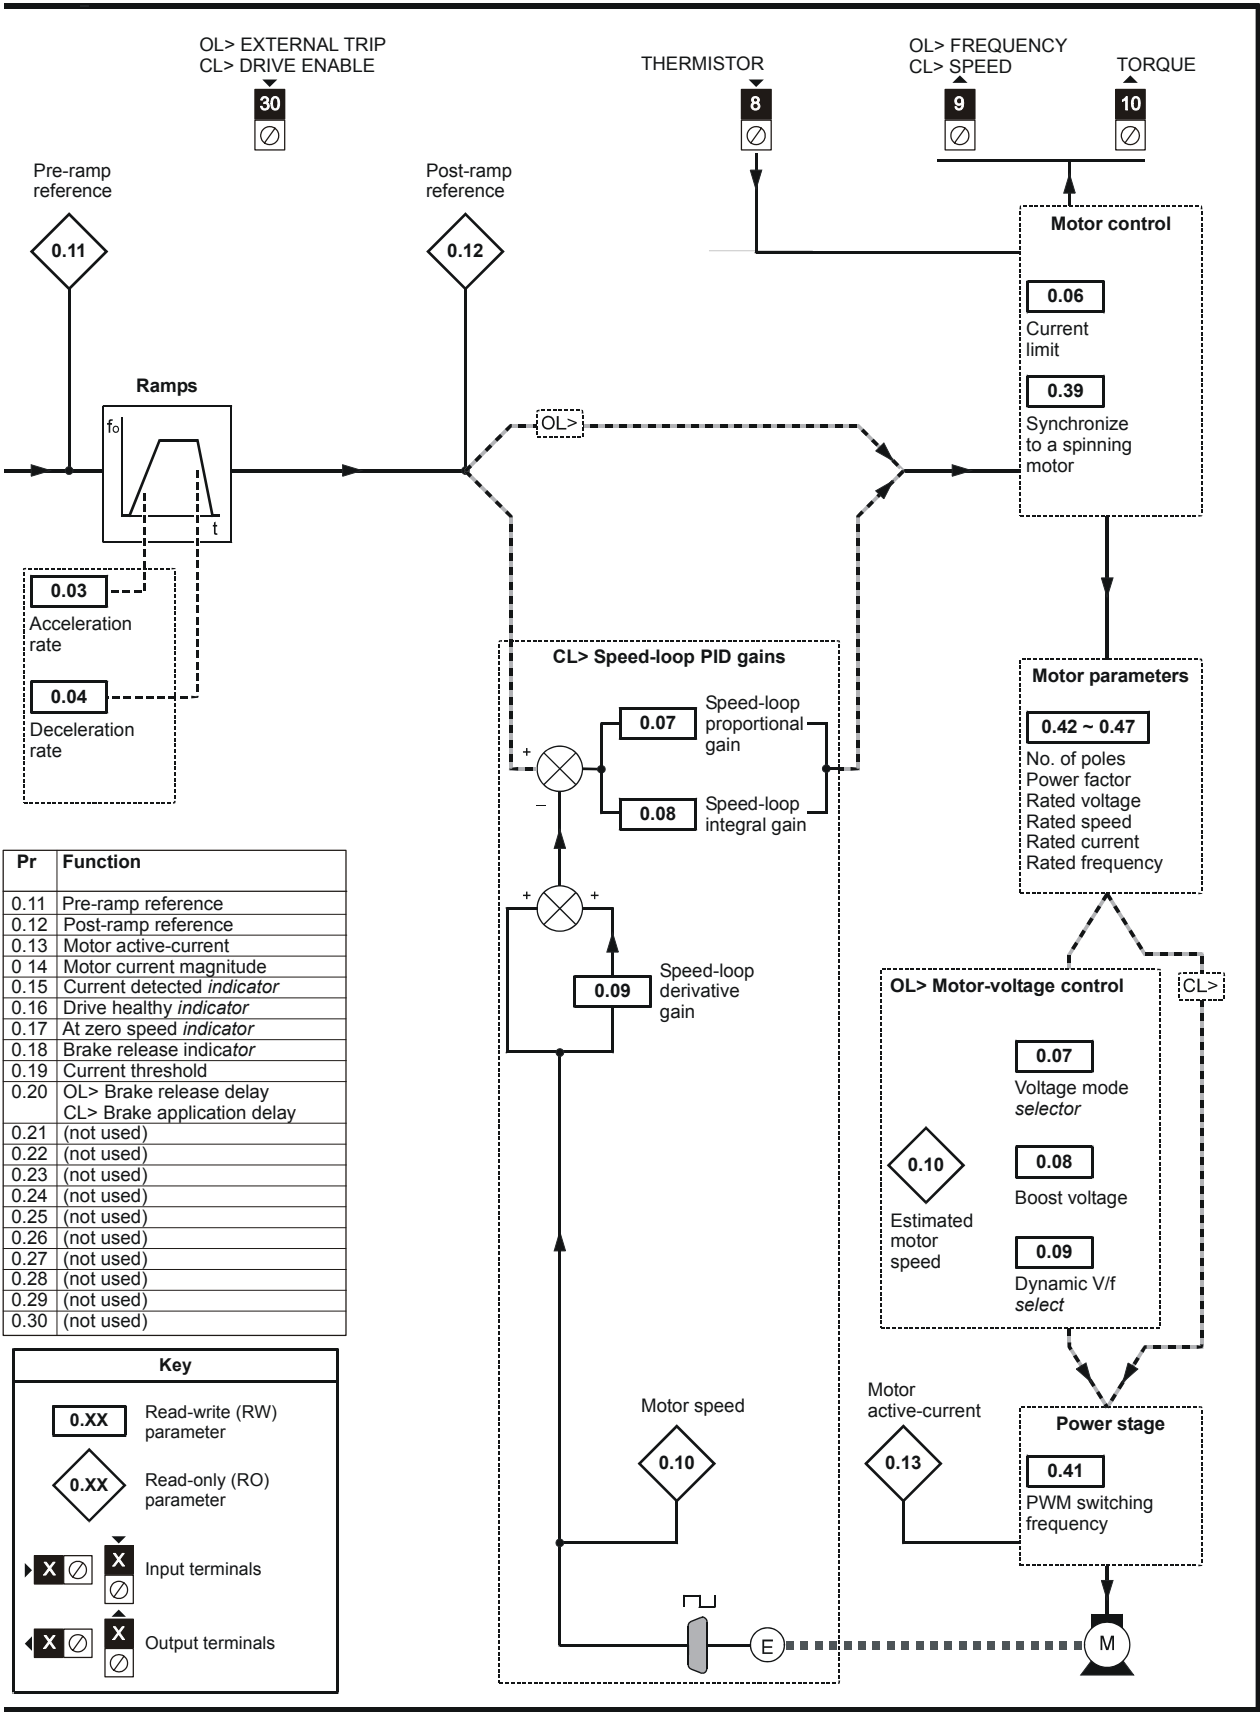 OL> EXTERNAL TRIP
CL> DRIVE ENABLE
30
THERMISTOR
8
OL> FREQUENCY
CL> SPEED
9
TORQUE
10
Pre-ramp
reference
0.11
Post-ramp
reference
0.12
Motor control
0.06
Current
limit
0.39
Synchronize
to a spinning
motor
Ramps
fo
t
OL>
0.03
Acceleration
rate
0.04
Deceleration
rate
CL> Speed-loop PID gains
0.07
Speed-loop
proportional
gain
+
–
0.08
Speed-loop
integral gain
+
+
0.09
Speed-loop
derivative
gain
Motor parameters
0.42 ~ 0.47
No. of poles
Power factor
Rated voltage
Rated speed
Rated current
Rated frequency
Pr Function
0.11 Pre-ramp reference
0.12 Post-ramp reference
0.13 Motor active-current
0 14 Motor current magnitude
0.15 Current detected indicator
0.16 Drive healthy indicator
0.17 At zero speed indicator
0.18 Brake release indicator
0.19 Current threshold
0.20 OL> Brake release delay
CL> Brake application delay
0.21 (not used)
0.22 (not used)
0.23 (not used)
0.24 (not used)
0.25 (not used)
0.26 (not used)
0.27 (not used)
0.28 (not used)
0.29 (not used)
0.30 (not used)
OL> Motor-voltage control
CL>
0.07
Voltage mode
selector
0.10
Estimated
motor
speed
0.08
Boost voltage
0.09
Dynamic V/f
select
Key
0.XX
Read-write (RW)
parameter
0.XX
Read-only (RO)
parameter
X
X
Input terminals
X
X
Output terminals
Motor speed
0.10
Motor
active-current
0.13
Power stage
0.41
PWM switching
frequency
E
M